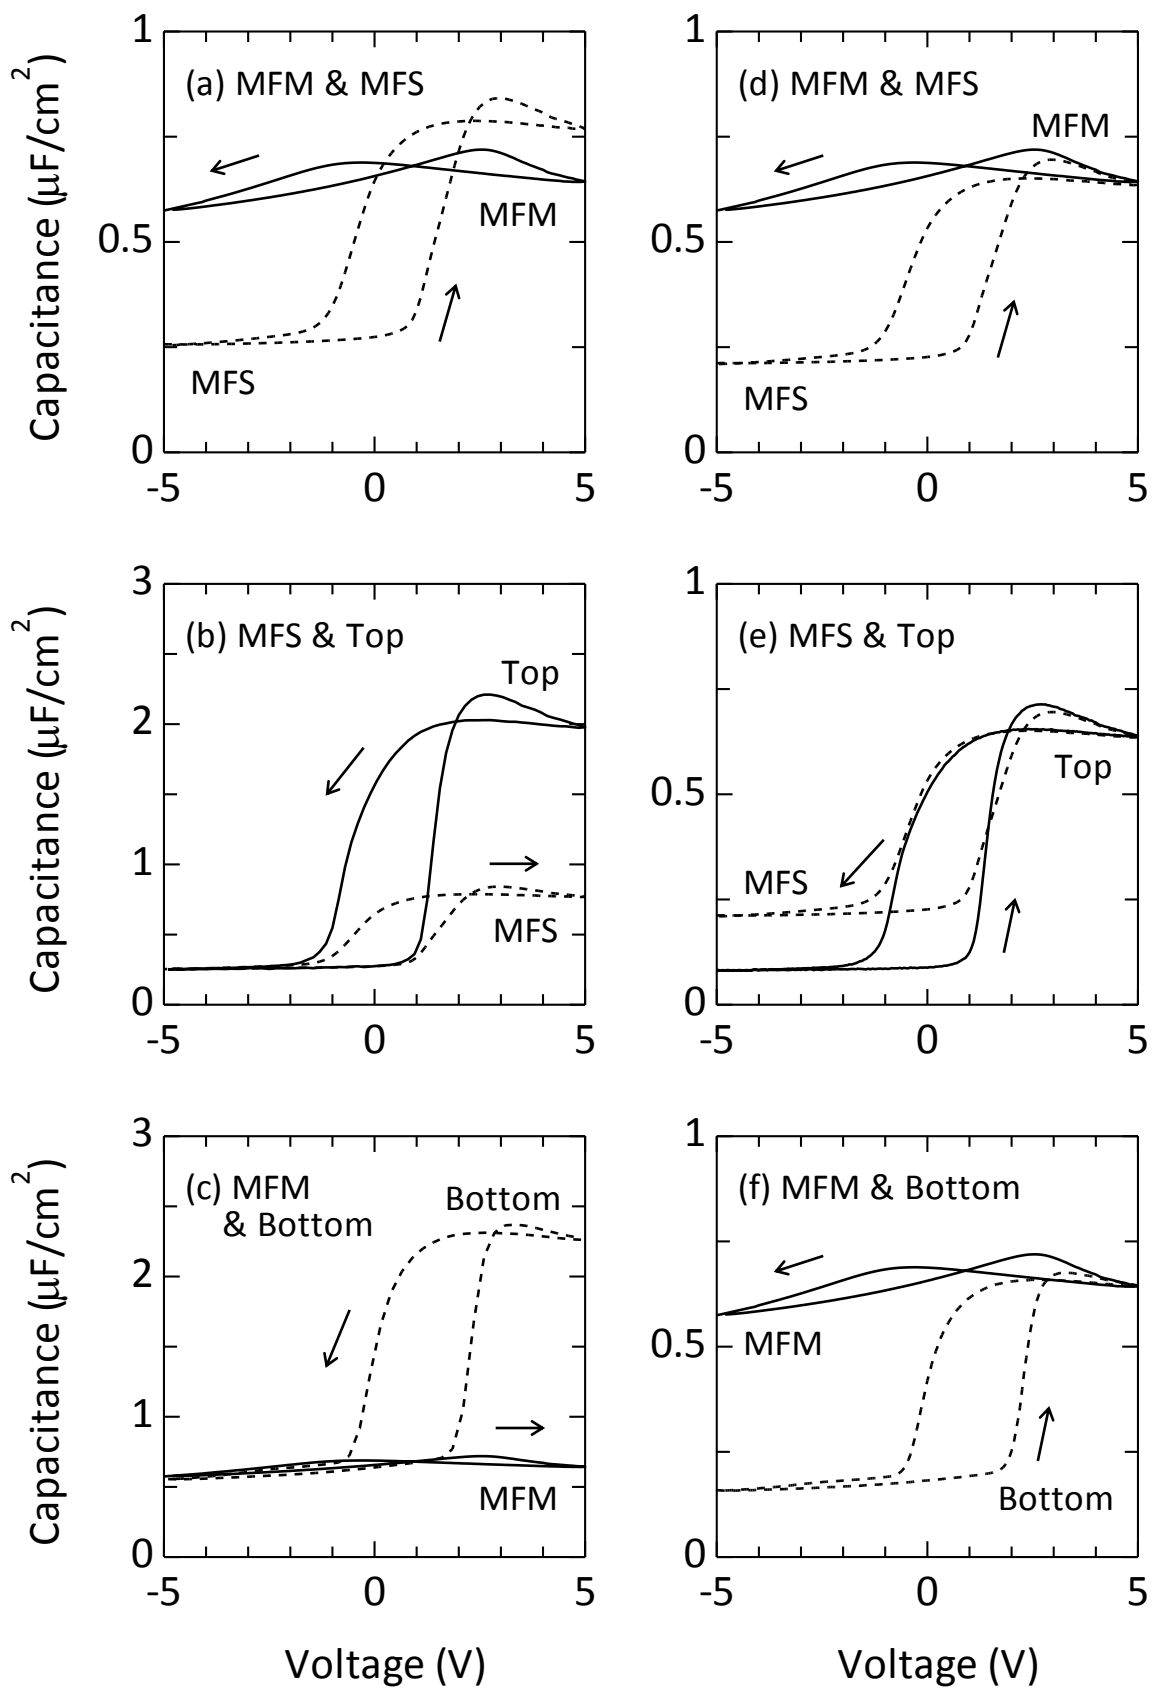 1
(a) MFM & MFS
MFM
MFS
0.5
0
-5
0
5
Capacitance (μF/cm²)
1
(d) MFM & MFS
MFM
MFS
0.5
0
-5
0
5
3
(b) MFS & Top
Top
2
1
MFS
0
-5
0
5
Capacitance (μF/cm²)
1
(e) MFS & Top
0.5
Top
MFS
0
-5
0
5
3
(c) MFM
& Bottom
Bottom
2
1
MFM
0
-5
0
5
Capacitance (μF/cm²)
Voltage (V)
1
(f) MFM & Bottom
0.5
MFM
Bottom
0
-5
0
5
Voltage (V)